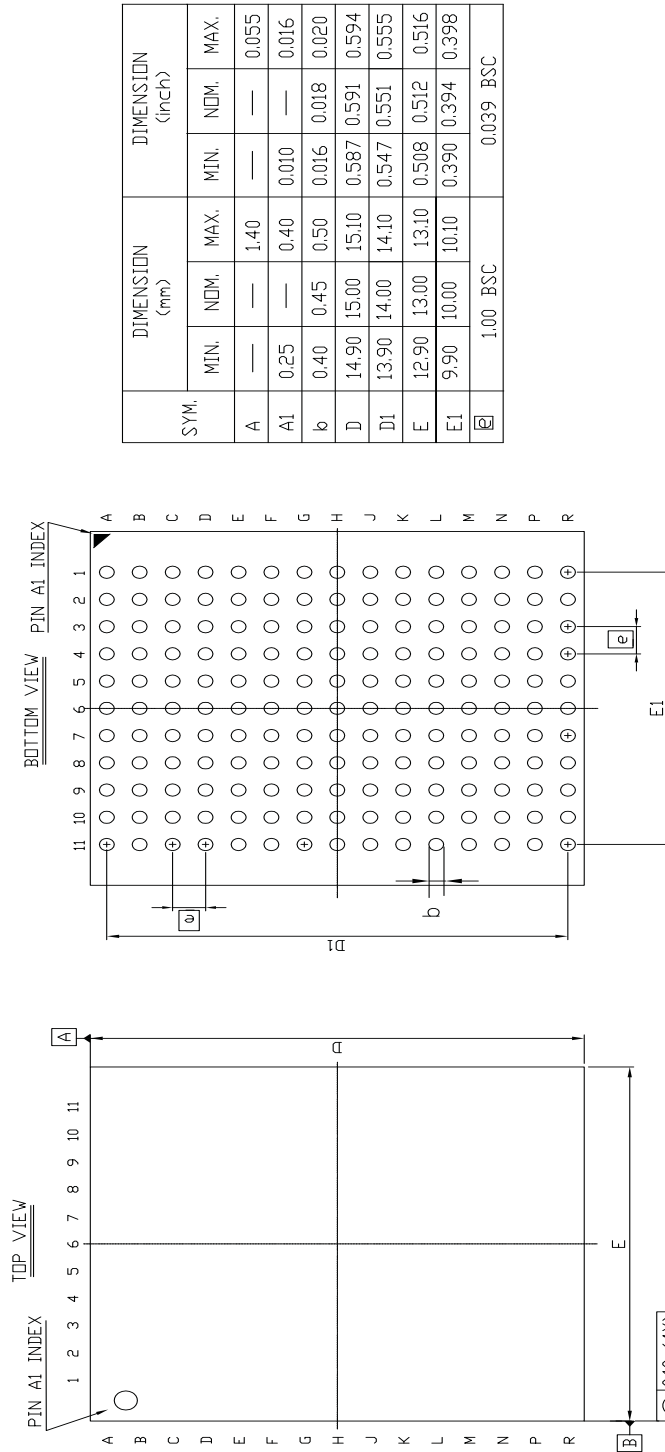 TOP VIEW
PIN A1 INDEX
1 2 3 4 5 6 7 8 9 10 11
A
B
C
D
E
F
G
H
J
K
L
M
N
P
R
A
D
E
B
BOTTOM VIEW
PIN A1 INDEX
11 10 9 8 7 6 5 4 3 2 1
A
B
C
D
E
F
G
H
J
K
L
M
N
P
R
D1
e
b
e
E1
SYM. DIMENSION (mm) DIMENSION (inch)
MIN. NOM. MAX. MIN. NOM. MAX.
A — — 1.40 — — 0.055
A1 0.25 — 0.40 0.010 — 0.016
b 0.40 0.45 0.50 0.016 0.018 0.020
D 14.90 15.00 15.10 0.587 0.591 0.594
D1 13.90 14.00 14.10 0.547 0.551 0.555
E 12.90 13.00 13.10 0.508 0.512 0.516
E1 9.90 10.00 10.10 0.390 0.394 0.398
e 1.00 BSC 0.039 BSC